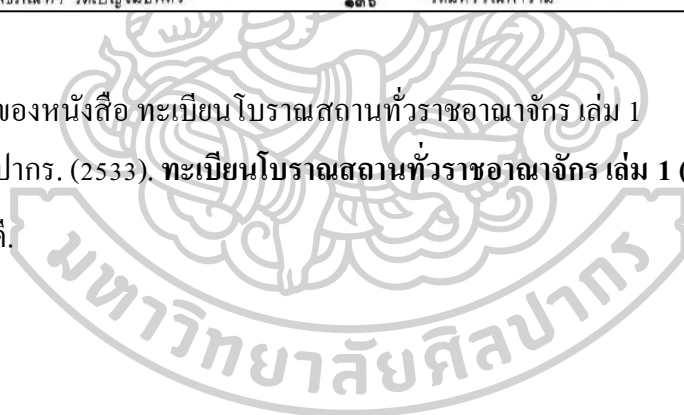 ๑๓๖
ของหนังสือ ทะเบียนโบราณสถานทั่วราชอาณาจักร เล่ม 1
ปากร. (2533). ทะเบียนโบราณสถานทั่วราชอาณาจักร เล่ม 1 (
ดี.
มหาวิทยาลัยศิลปากร